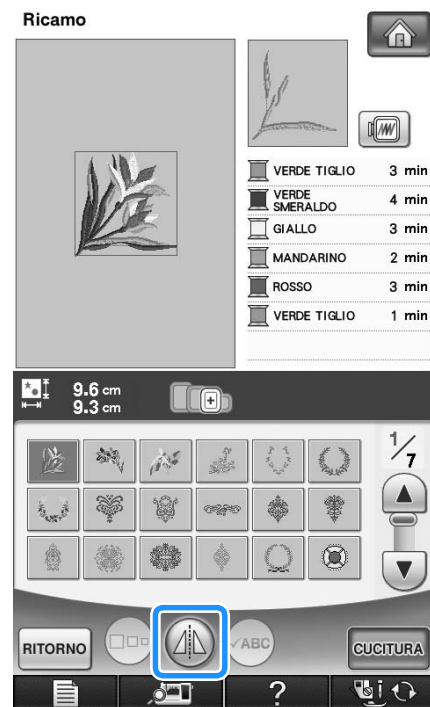 Ricamo
VERDE TIGLIO 3 min
VERDE SMERALDO 4 min
GIALLO 3 min
MANDARINO 2 min
ROSSO 3 min
VERDE TIGLIO 1 min
9.6 cm
9.3 cm
1/7
RITORNO
ABC
CUCITURA
?